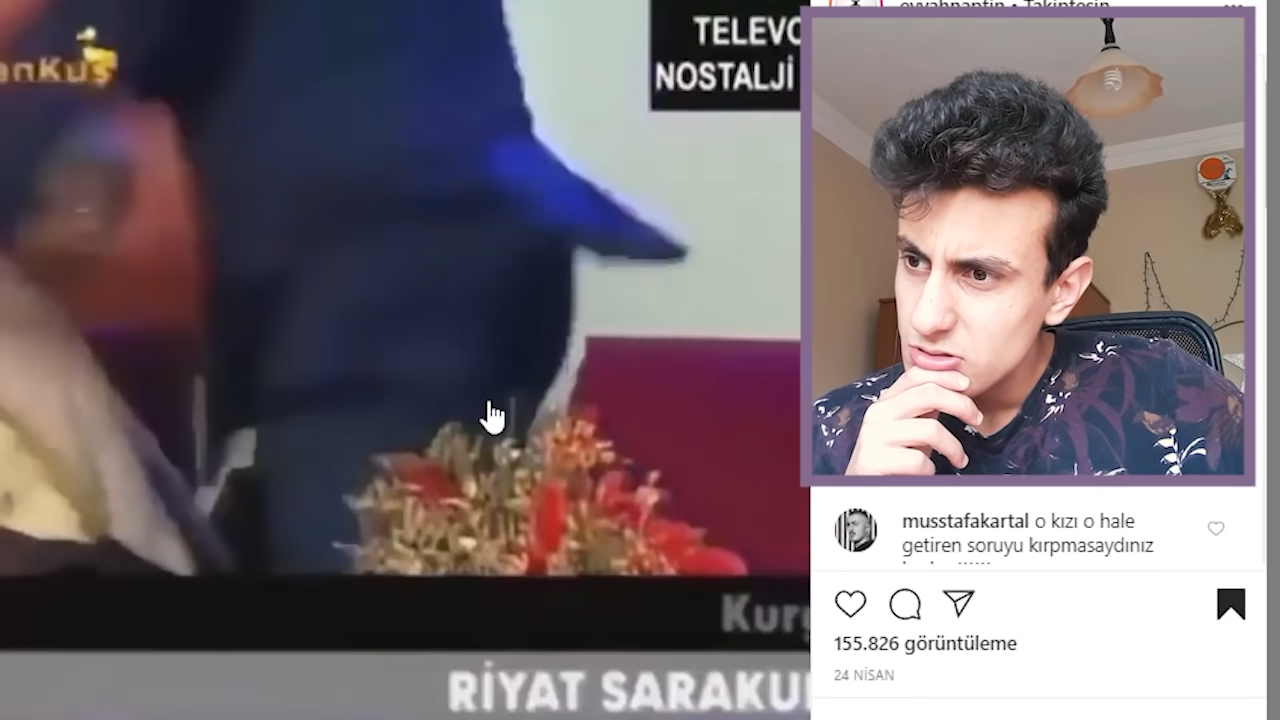 anKuş
TELEVO
NOSTALJİ
Takiptesin
musstafakartal o kızı o hale
getiren soruyu kırpmasaydınız
155.826 görüntüleme
24 NİSAN
Kurg
RİYAT SARAKU